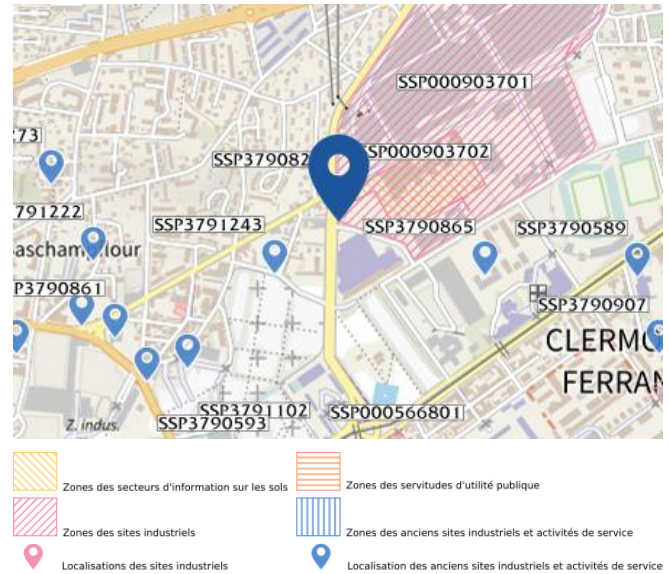 SSP000903701
273
SSP379082
SSP000903702
791222
SSP3791243
SSP3790865
SSP3790589
P3790861
SSP3790907
CLERMO
FERRAN
SSP3791102
SSP000566801
Z. indus.
SSP3790593
Zones des secteurs d'information sur les sols
Zones des servitudes d'utilité publique
Zones des sites industriels
Zones des anciens sites industriels et activités de service
Localisations des sites industriels
Localisation des anciens sites industriels et activités de service